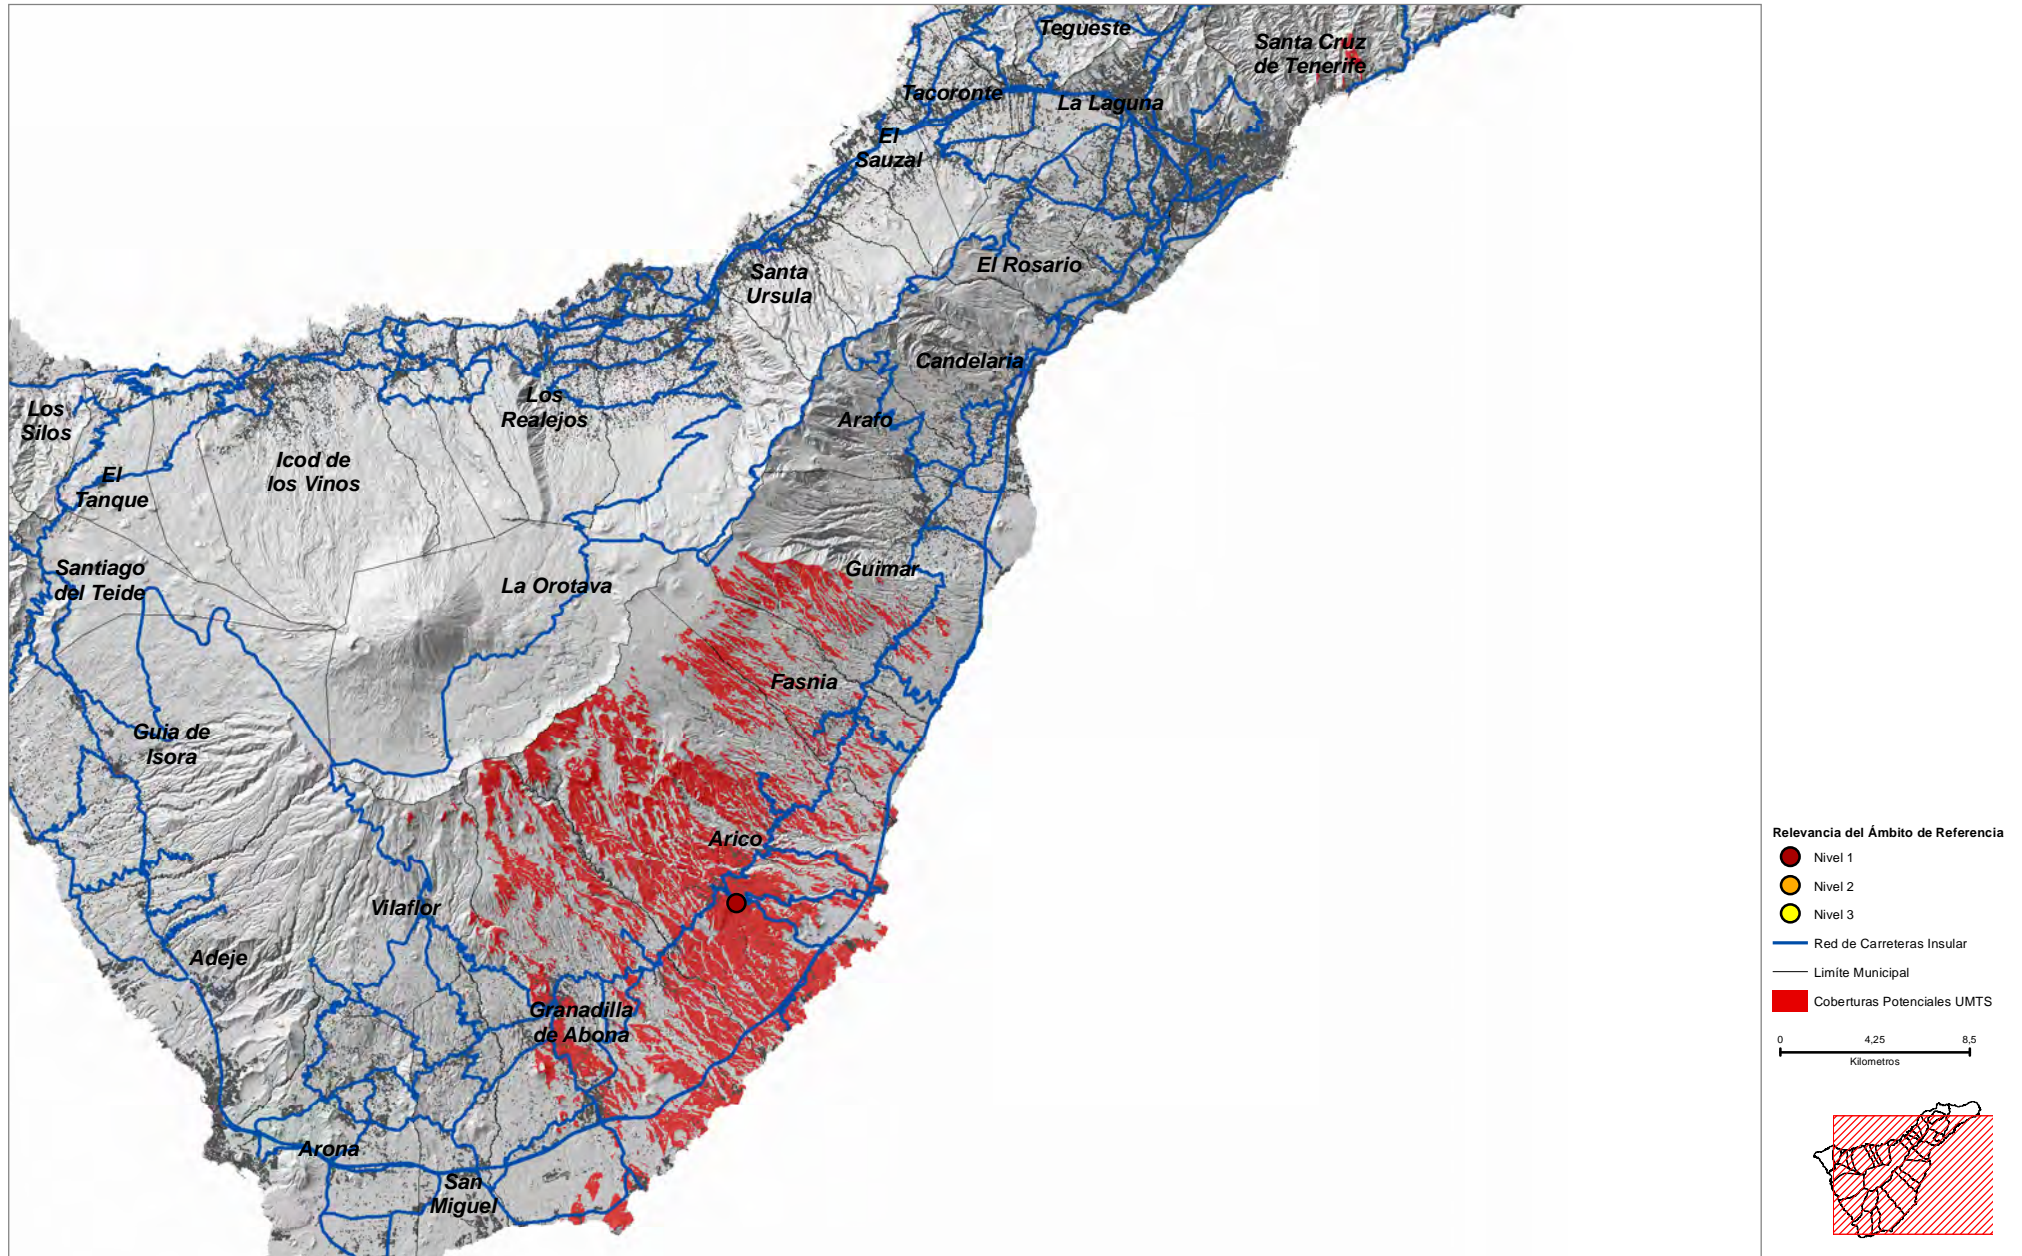 Tegueste
Santa Cruz
de Tenerife
Tacoronte
La Laguna
El
Sauzal
Santa
Ursula
El Rosario
Candelaria
Los
Silos
Los
Realejos
Arafo
Icod de
los Vinos
El
Tanque
Santiago
del Teide
La Orotava
Guimar
Fasnia
Guia de
Isora
Arico
Vilaflor
Adeje
Granadilla
de Abona
Arona
San
Miguel
Relevancia del Ámbito de Referencia
Nivel 1
Nivel 2
Nivel 3
Red de Carreteras Insular
Limíte Municipal
Coberturas Potenciales UMTS
0 4,25 8,5
Kilometros